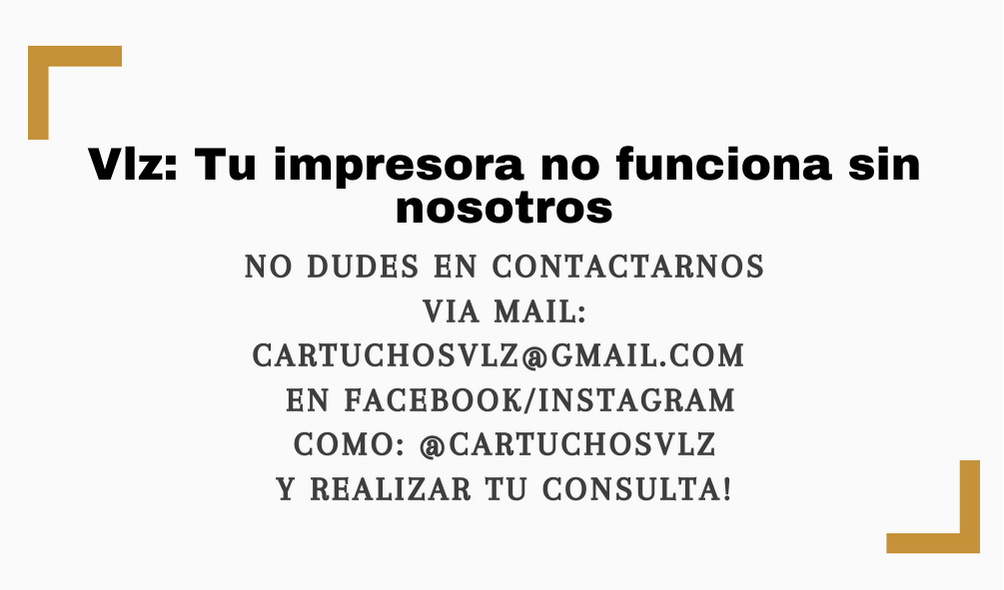 Vlz: Tu impresora no funciona sin
nosotros
NO DUDES EN CONTACTARNOS
VIA MAIL:
CARTUCHOSVLZ@GMAIL.COM
EN FACEBOOK/INSTAGRAM
COMO: @CARTUCHOSVLZ
Y REALIZAR TU CONSULTA!